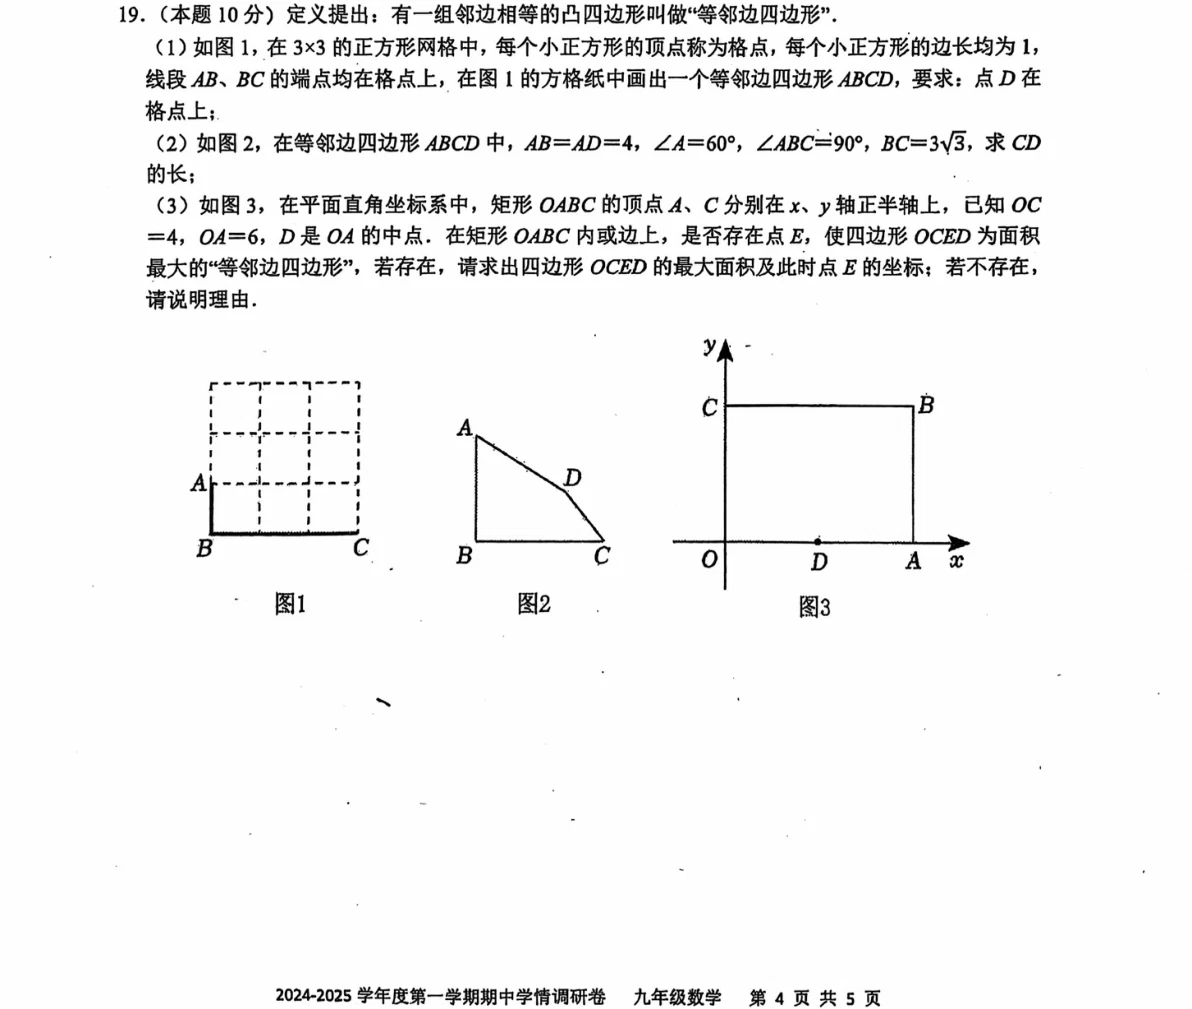 19.（本题 10 分）定义提出：有一组邻边相等的凸四边形叫做“等邻边四边形”.
（1）如图 1，在 3×3 的正方形网格中，每个小正方形的顶点称为格点，每个小正方形的边长均为 1，
线段 AB、BC 的端点均在格点上，在图 1 的方格纸中画出一个等邻边四边形 ABCD，要求：点 D 在
格点上；
（2）如图 2，在等邻边四边形 ABCD 中，AB=AD=4，∠A=60°，∠ABC=90°，BC=3√3，求 CD
的长；
（3）如图 3，在平面直角坐标系中，矩形 OABC 的顶点 A、C 分别在 x、y 轴正半轴上，已知 OC
=4，OA=6，D 是 OA 的中点．在矩形 OABC 内或边上，是否存在点 E，使四边形 OCED 为面积
最大的“等邻边四边形”，若存在，请求出四边形 OCED 的最大面积及此时点 E 的坐标；若不存在，
请说明理由．
A
B
C
图1
A
D
B
C
图2
y
C
B
O
D
A
x
图3
2024-2025 学年度第一学期期中学情调研卷 九年级数学 第 4 页 共 5 页